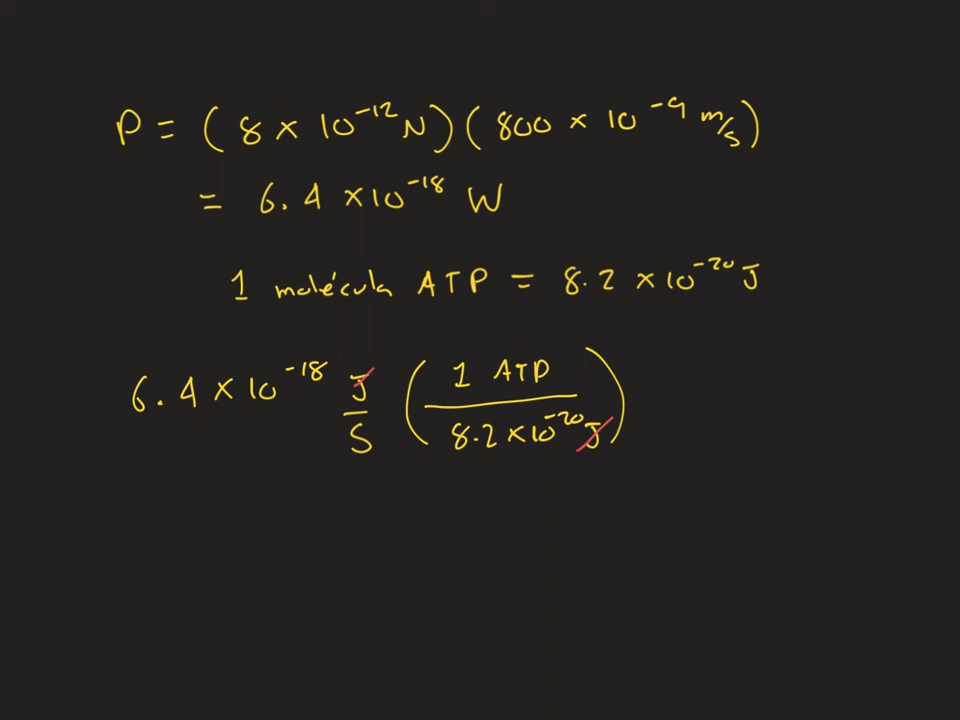 P = (8 × 10⁻¹² N)(800 × 10⁻⁹ m/s)
= 6.4 × 10⁻¹⁸ W
1 molécula ATP = 8.2 × 10⁻²⁰ J
6.4 × 10⁻¹⁸ J/S (1 ATP / 8.2 × 10⁻²⁰ J)